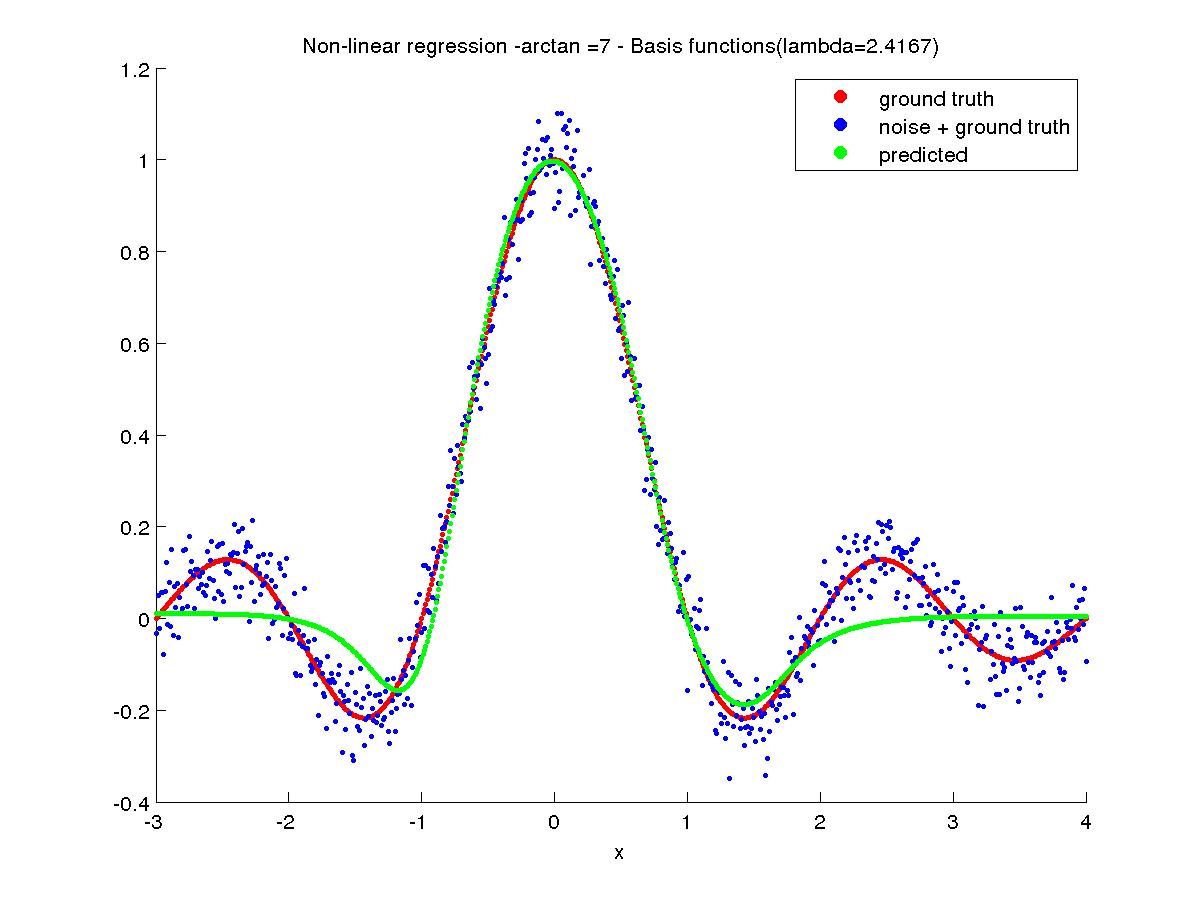 Non-linear regression -arctan =7 - Basis functions(lambda=2.4167)
1.2
ground truth
noise + ground truth
predicted
1
0.8
0.6
0.4
0.2
0
-0.2
-0.4
-3 -2 -1 0 1 2 3 4
x